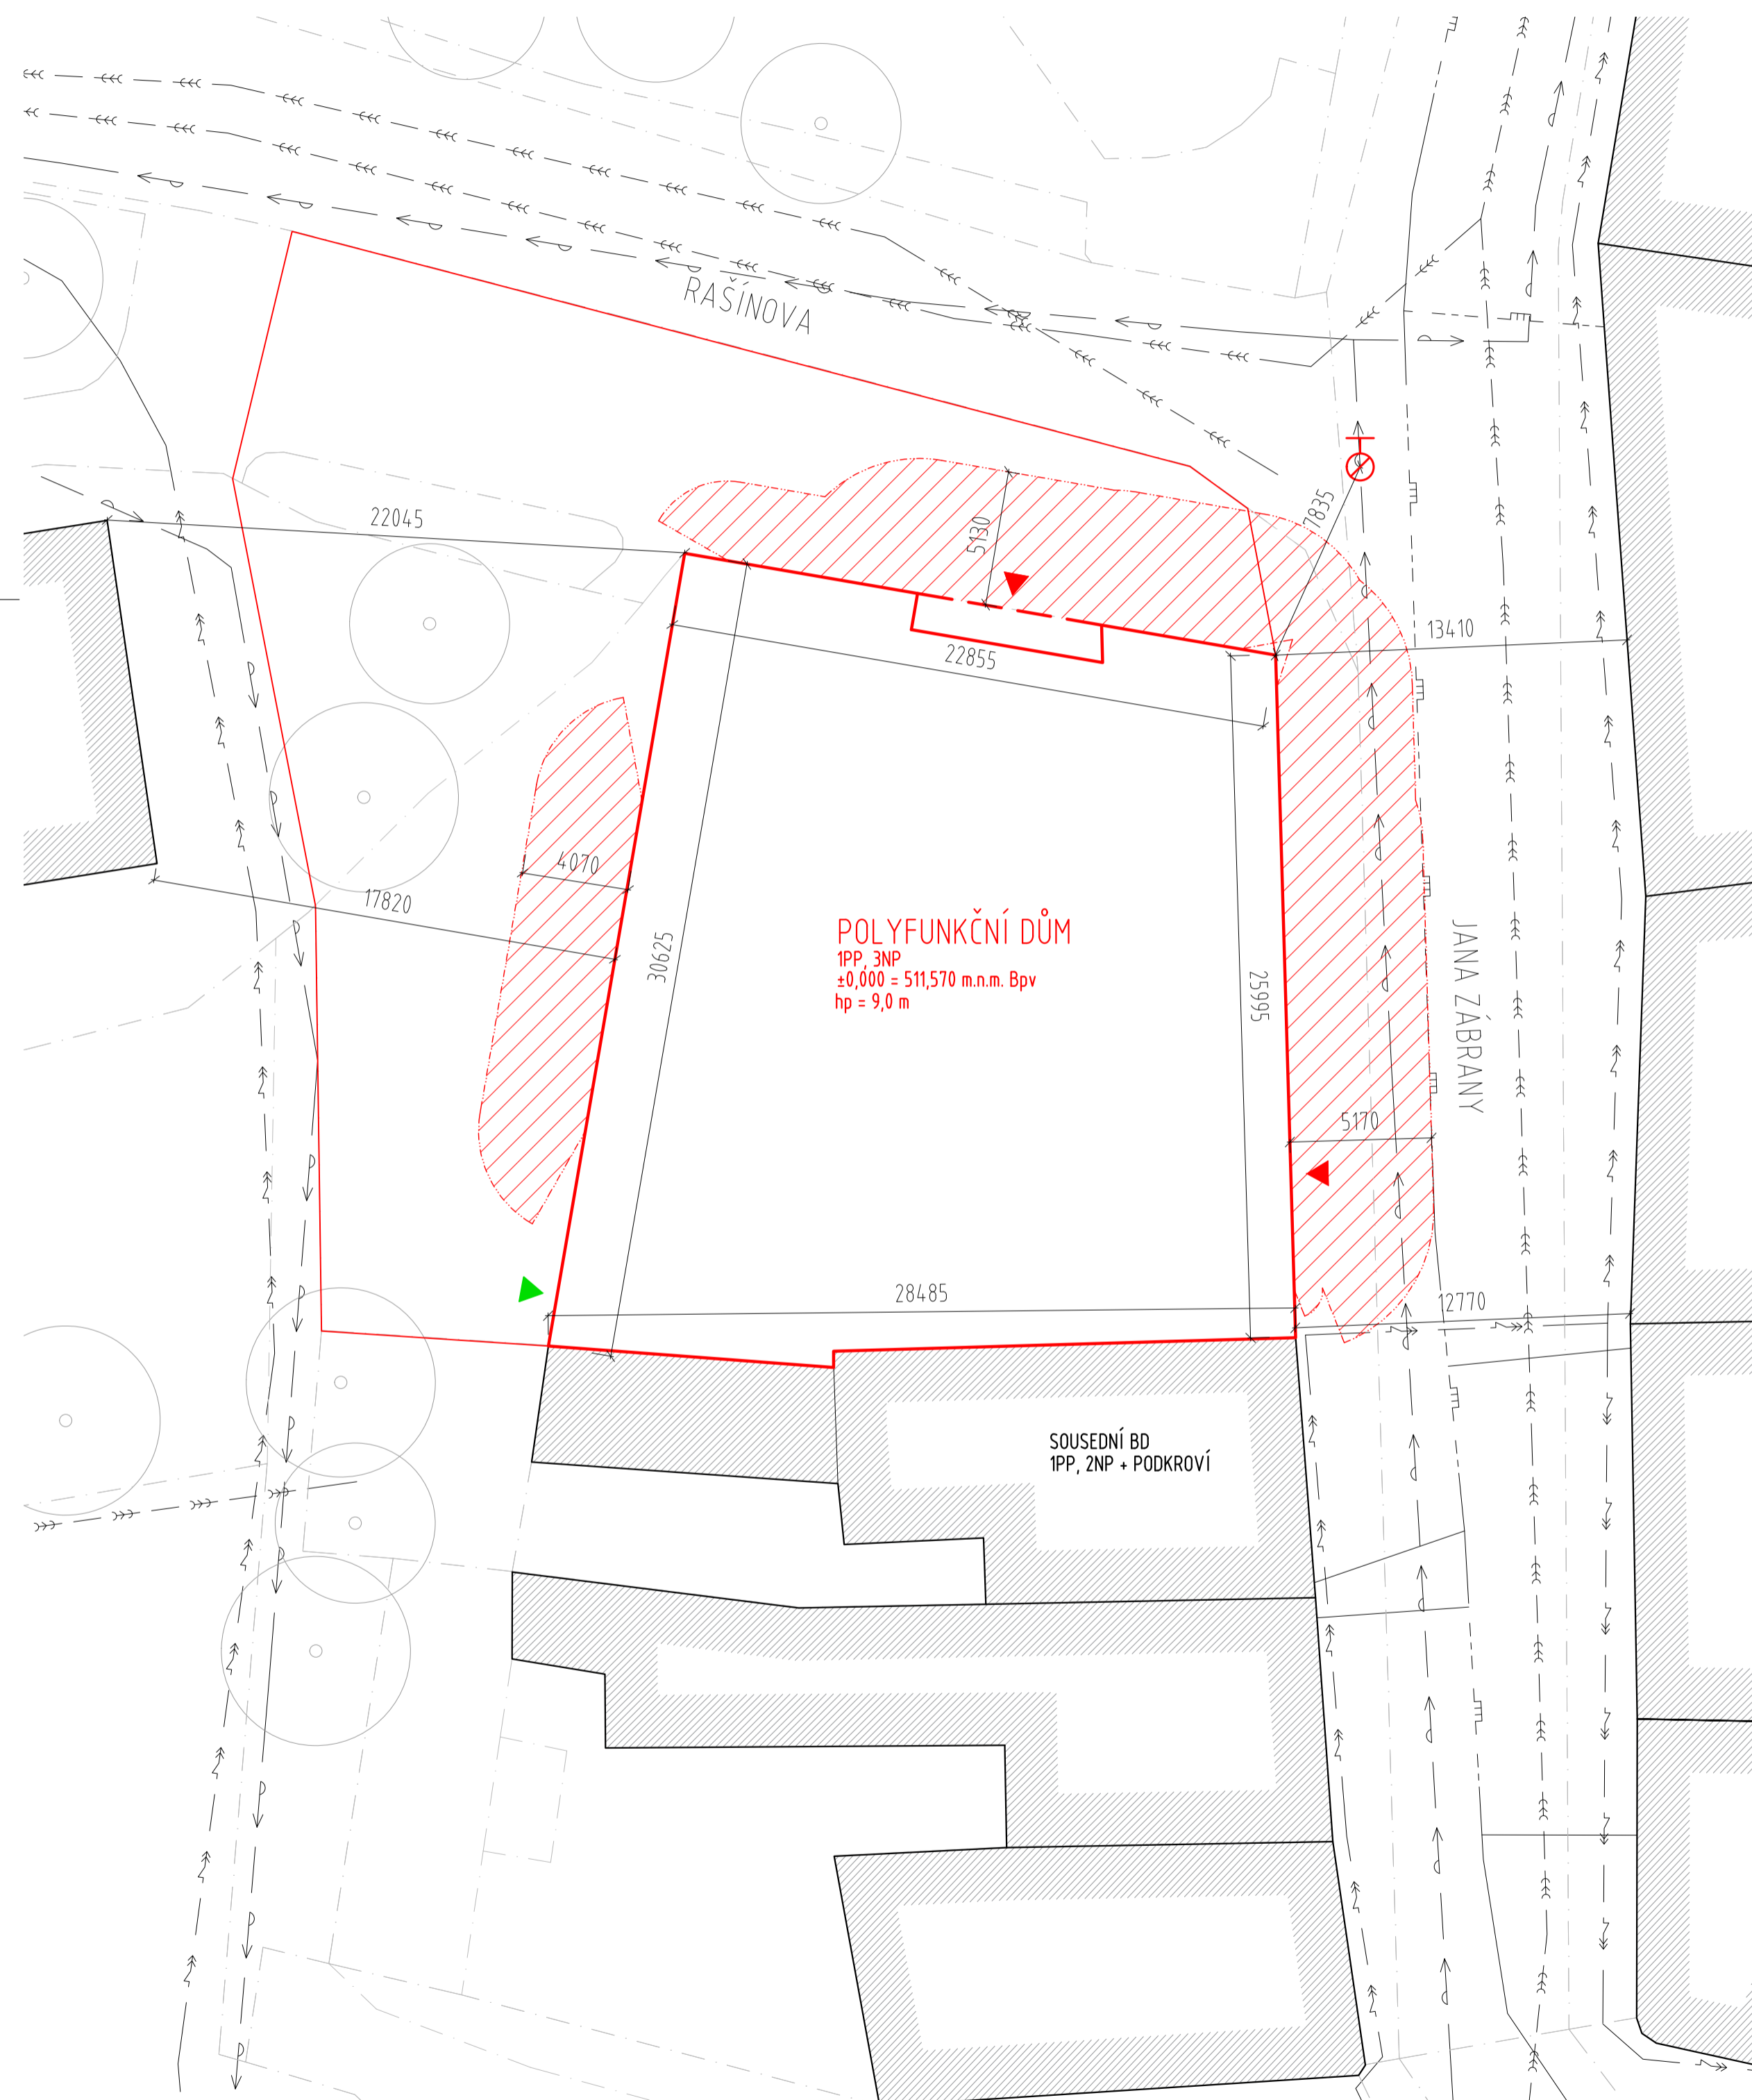 RAŠÍNOVA
22045
5130
7835
13410
22855
4070
17820
30625
POLYFUNKČNÍ DŮM
1PP, 3NP
±0,000 = 511,570 m.n.m. Bpv
hp = 9,0 m
25995
JANA ZÁBRANY
5170
28485
12770
SOUSEDNÍ BD
1PP, 2NP + PODKROVÍ